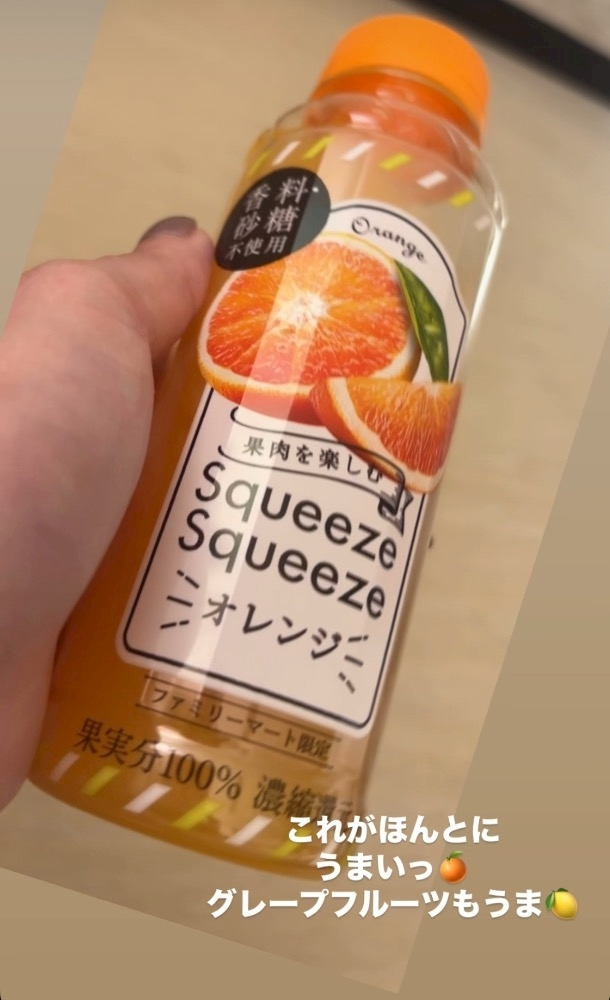 香料
砂糖
不使用
Orange
果肉を楽しむ
Squeeze
Squeeze
オレンジ
ファミリーマート限定
果実分100% 濃縮還元
これがほんとに
うまいっ🍊
グレープフルーツもうま🍋